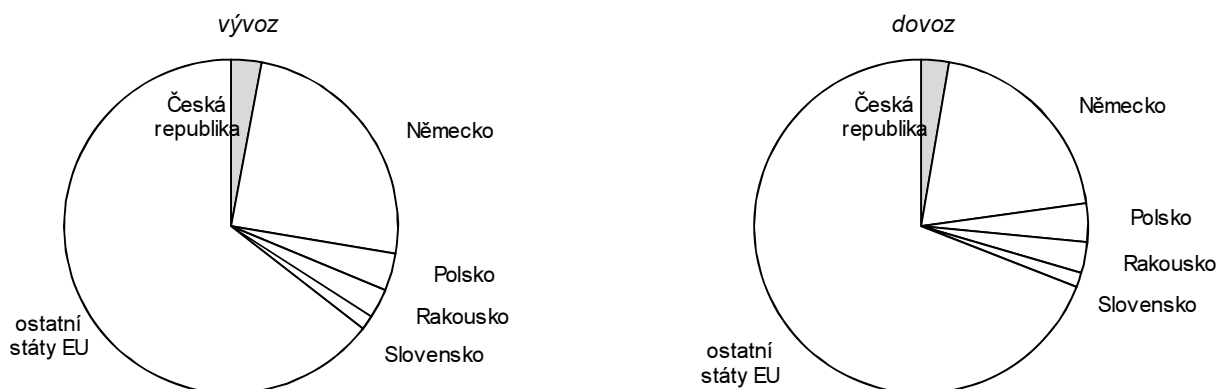 vývoz
Česká
republika
Německo
Polsko
Rakousko
Slovensko
ostatní
státy EU
dovoz
Česká
republika
Německo
Polsko
Rakousko
Slovensko
ostatní
státy EU